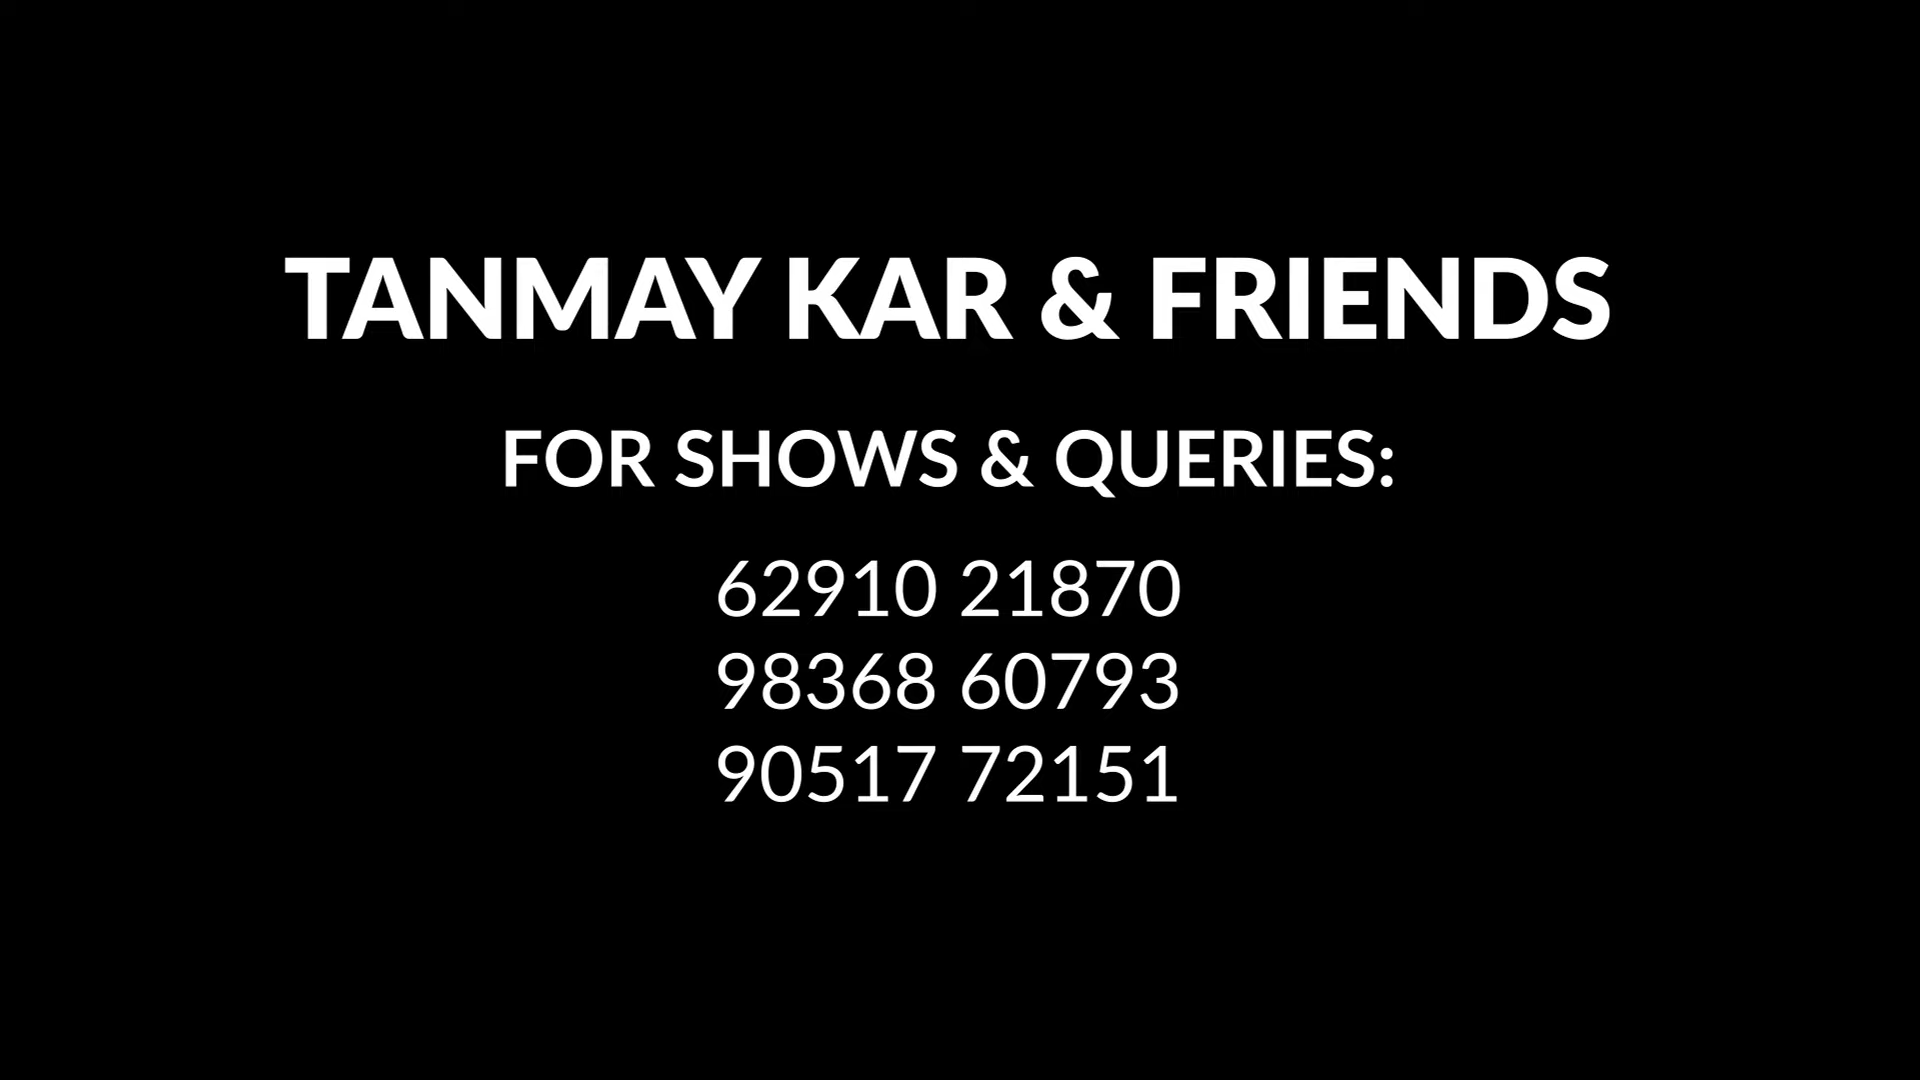 TANMAY KAR & FRIENDS
FOR SHOWS & QUERIES:
62910 21870
98368 60793
90517 72151